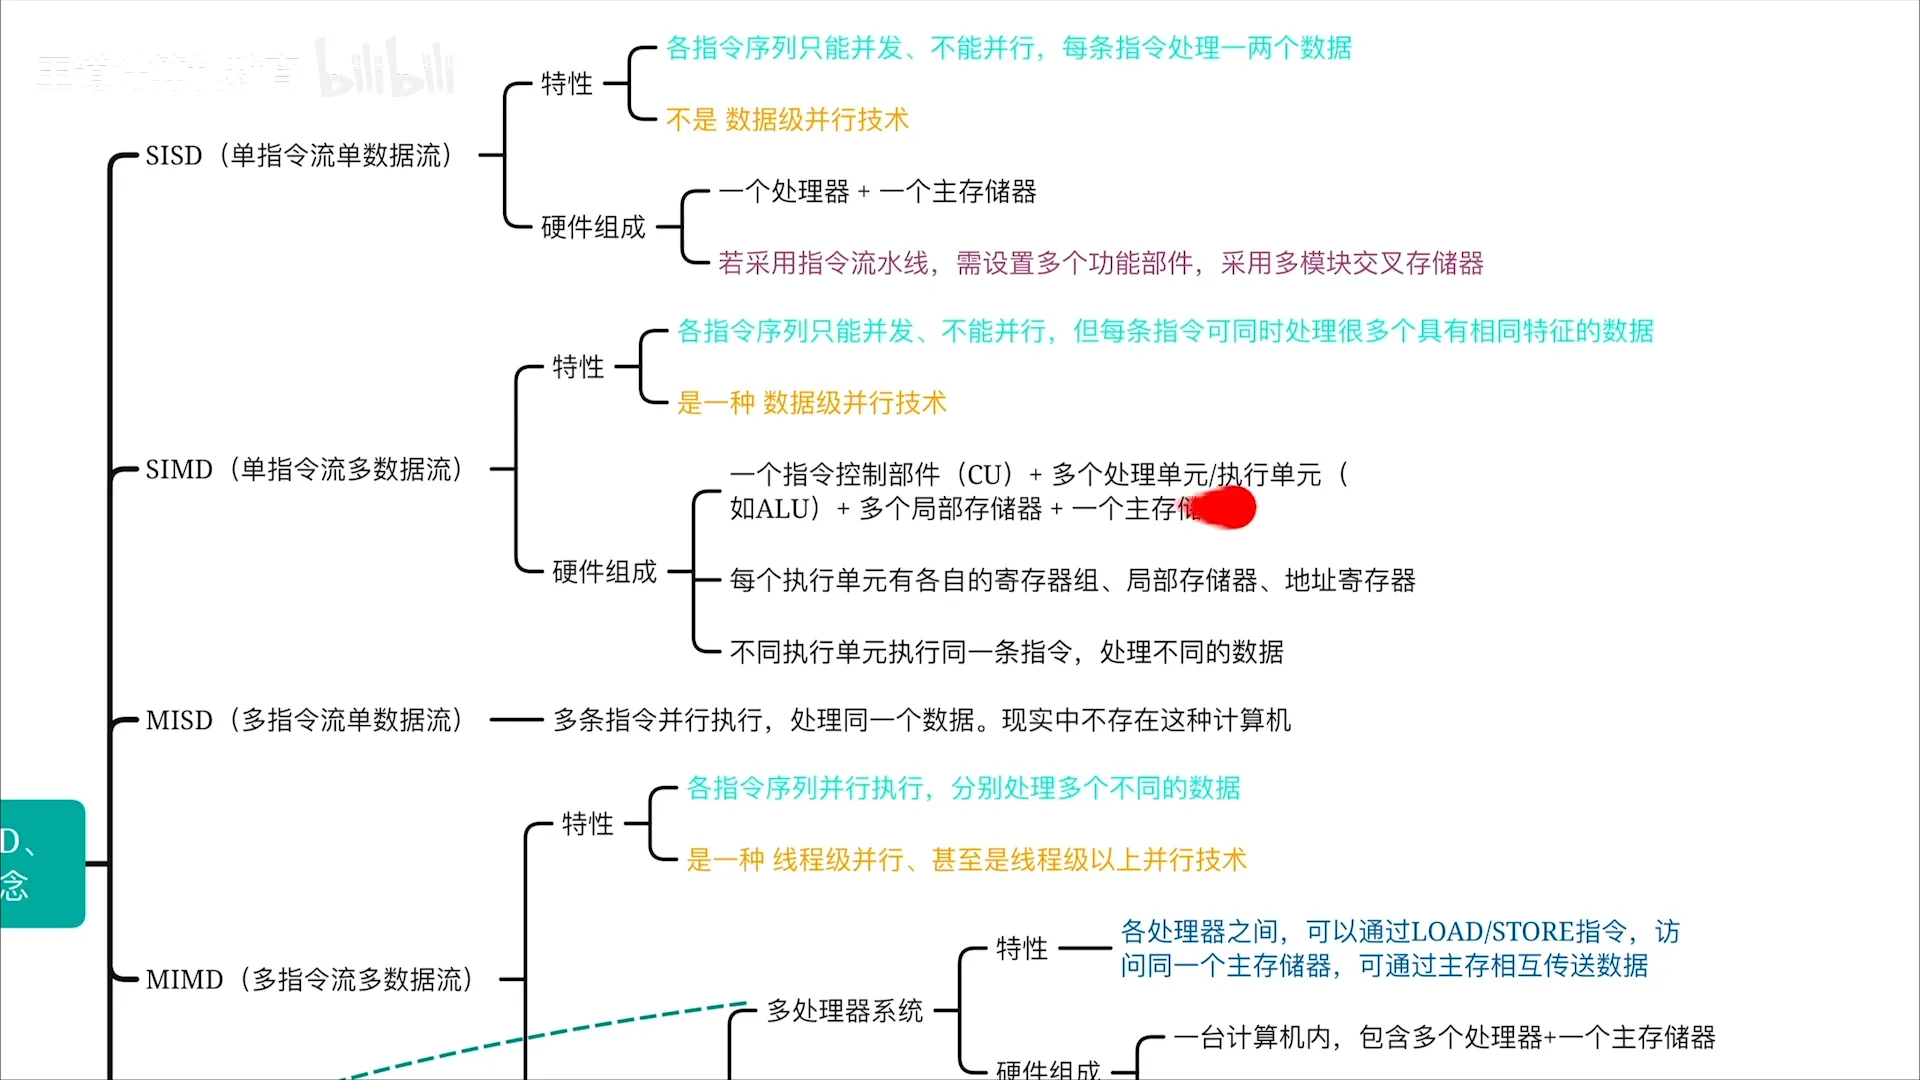 各指令序列只能并发、不能并行，每条指令处理一两个数据
特性
不是 数据级并行技术
SISD（单指令流单数据流）
一个处理器 + 一个主存储器
硬件组成
若采用指令流水线，需设置多个功能部件，采用多模块交叉存储器
各指令序列只能并发、不能并行，但每条指令可同时处理很多个具有相同特征的数据
特性
是一种 数据级并行技术
SIMD（单指令流多数据流）
一个指令控制部件（CU）+ 多个处理单元/执行单元（
如ALU）+ 多个局部存储器 + 一个主存储
硬件组成
每个执行单元有各自的寄存器组、局部存储器、地址寄存器
不同执行单元执行同一条指令，处理不同的数据
MISD（多指令流单数据流）
多条指令并行执行，处理同一个数据。现实中不存在这种计算机
各指令序列并行执行，分别处理多个不同的数据
特性
是一种 线程级并行、甚至是线程级以上并行技术
D、
念
MIMD（多指令流多数据流）
各处理器之间，可以通过LOAD/STORE指令，访
问同一个主存储器，可通过主存相互传送数据
特性
多处理器系统
一台计算机内，包含多个处理器+一个主存储器
硬件组成
bilibili